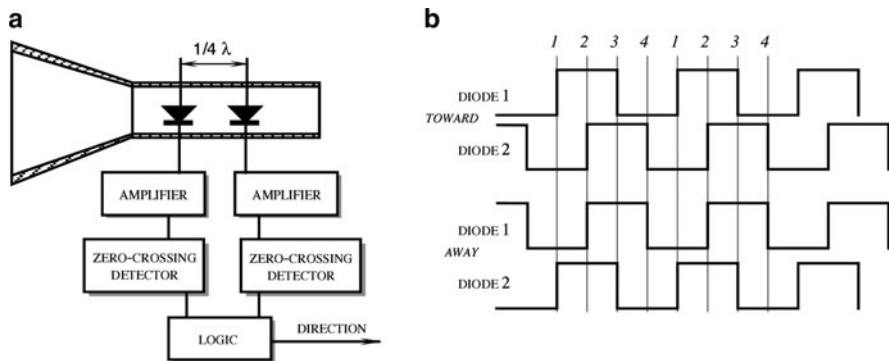 a
1/4 λ
AMPLIFIER
AMPLIFIER
ZERO-CROSSING
DETECTOR
ZERO-CROSSING
DETECTOR
LOGIC
DIRECTION
b
1 2 3 4 1 2 3 4
DIODE 1
TOWARD
DIODE 2
DIODE 1
AWAY
DIODE 2